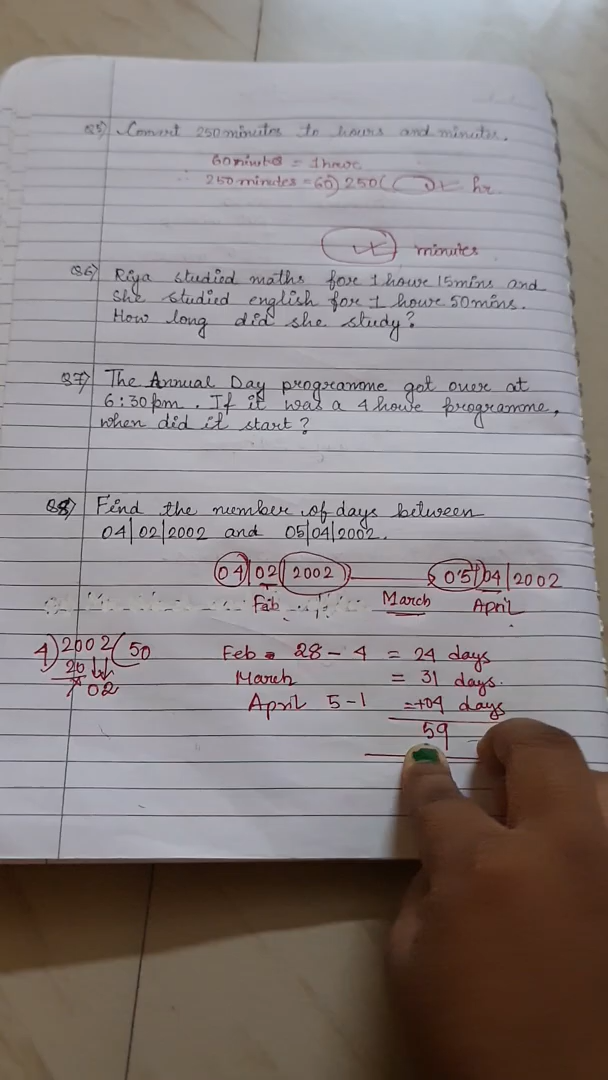 Q5) Convert 250 minutes to hours and minutes.
60 minutes = 1 houre
∴ 250 minutes = 60) 250 ( hr
minutes
Q6) Riya studied maths fore 1 houre 15 mins and
she studied english for 1 houre 50 mins.
How long did she study?
Q7) The Annual Day programme got over at
6:30 pm. If it was a 4 houre programme,
when did it start?
Q8) Find the number of days between
04|02|2002 and 05|04|2002.
04|02|2002 05|04|2002
Feb March April
4) 2002 ( 50
20
x 02
Feb 28 - 4 = 24 days
March = 31 days.
April 5-1 = +04 days
59